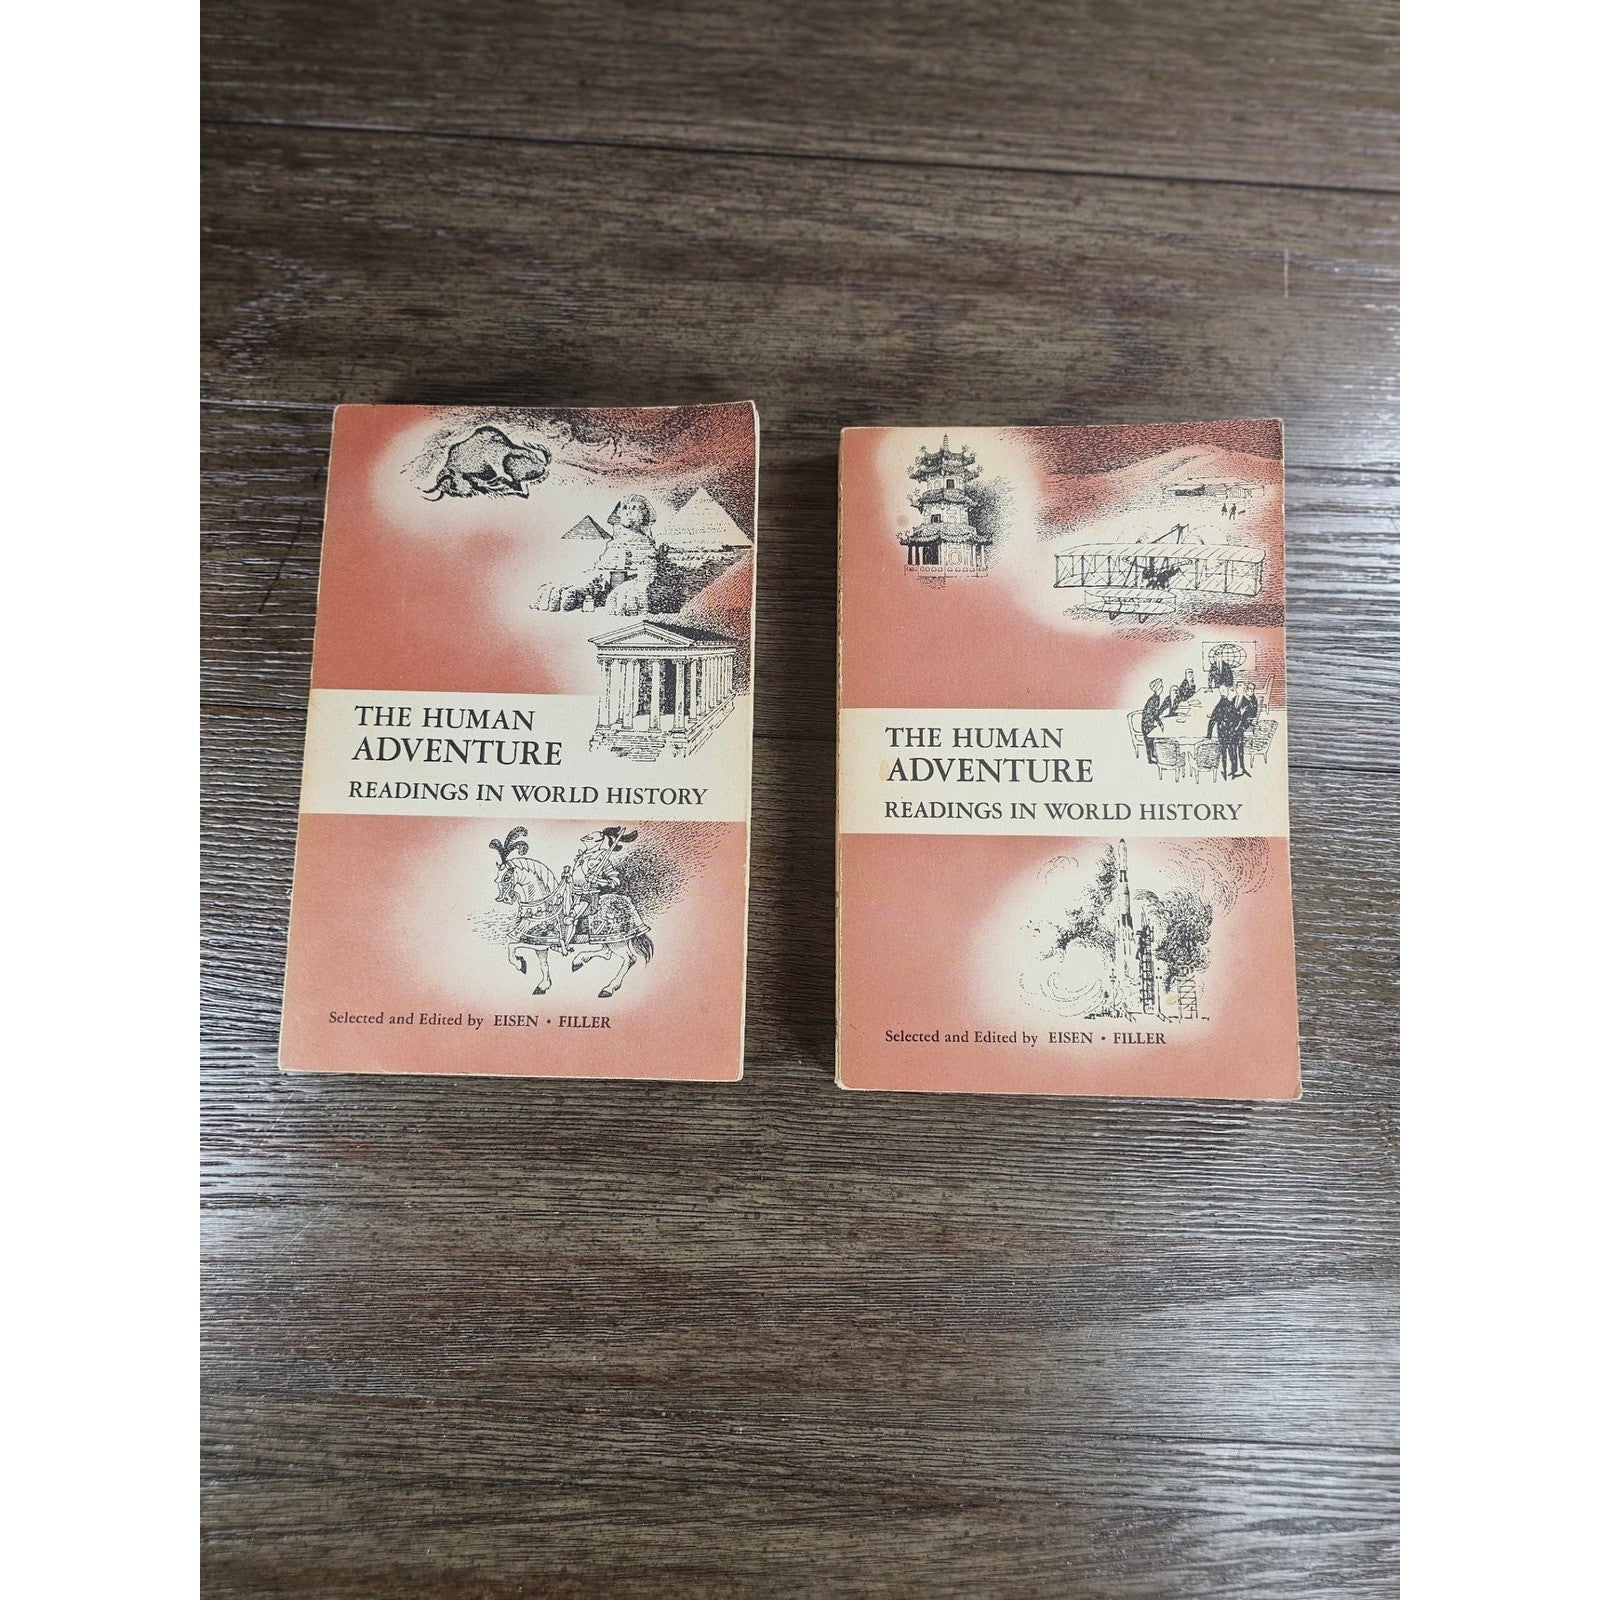 THE HUMAN
ADVENTURE
READINGS IN WORLD HISTORY
Selected and Edited by EISEN • FILLER
THE HUMAN
ADVENTURE
READINGS IN WORLD HISTORY
Selected and Edited by EISEN • FILLER